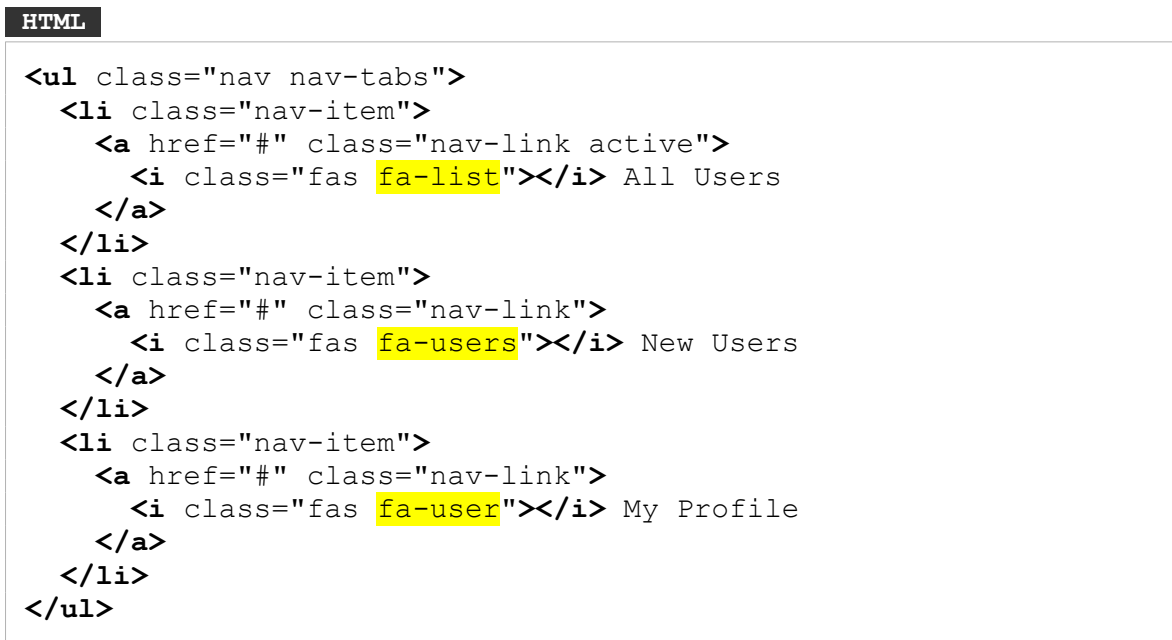 HTML
<ul class="nav nav-tabs">
  <li class="nav-item">
    <a href="#" class="nav-link active">
      <i class="fas fa-list"></i> All Users
    </a>
  </li>
  <li class="nav-item">
    <a href="#" class="nav-link">
      <i class="fas fa-users"></i> New Users
    </a>
  </li>
  <li class="nav-item">
    <a href="#" class="nav-link">
      <i class="fas fa-user"></i> My Profile
    </a>
  </li>
</ul>